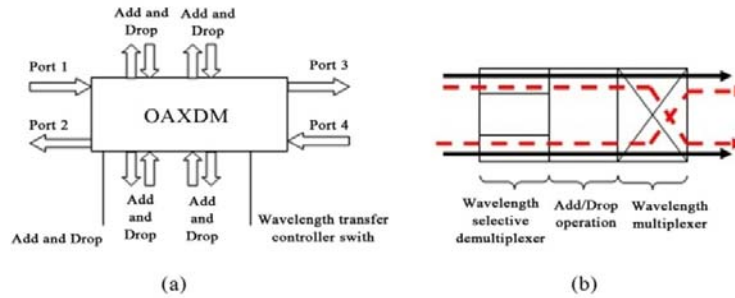 Add and
Drop
Add and
Drop
Port 1
Port 3
OAXDM
Port 2
Port 4
Add
and
Drop
Add
and
Drop
Add and Drop
Wavelength transfer
controller swith
(a)
Wavelength
selective
demultiplexer
Add/Drop
operation
Wavelength
multiplexer
(b)